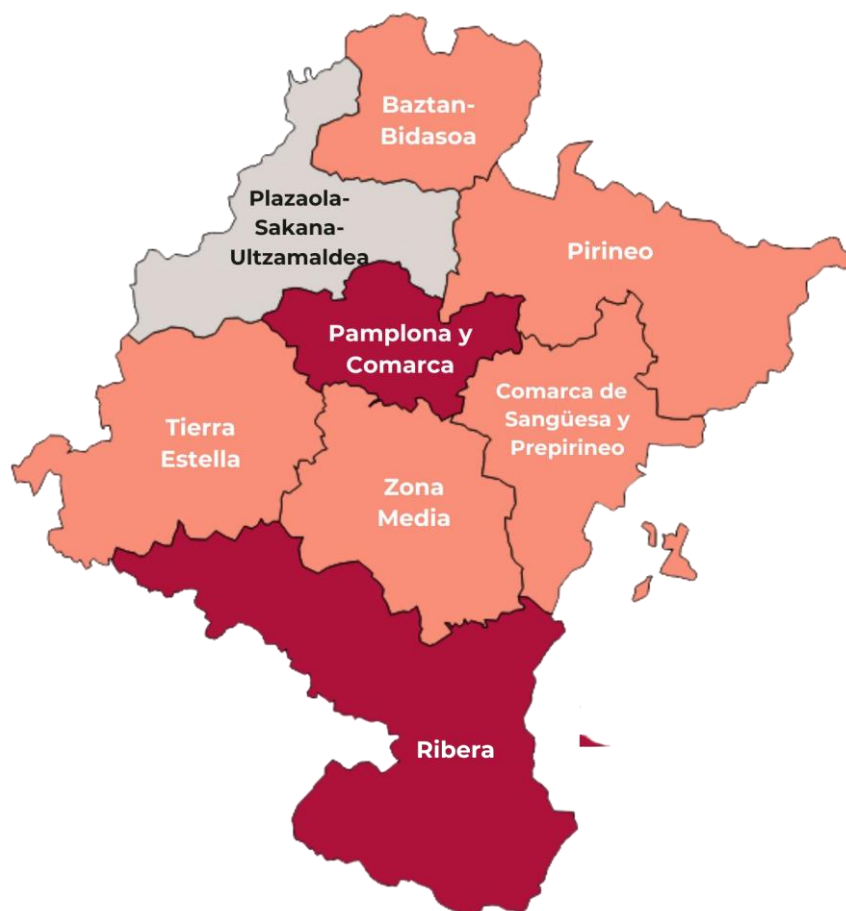 Baztan-
Bidasoa
Plazaola-
Sakana-
Ultzamaldea
Pirineo
Pamplona y
Comarca
Comarca de
Sangüesa y
Prepirineo
Tierra
Estella
Zona
Media
Ribera